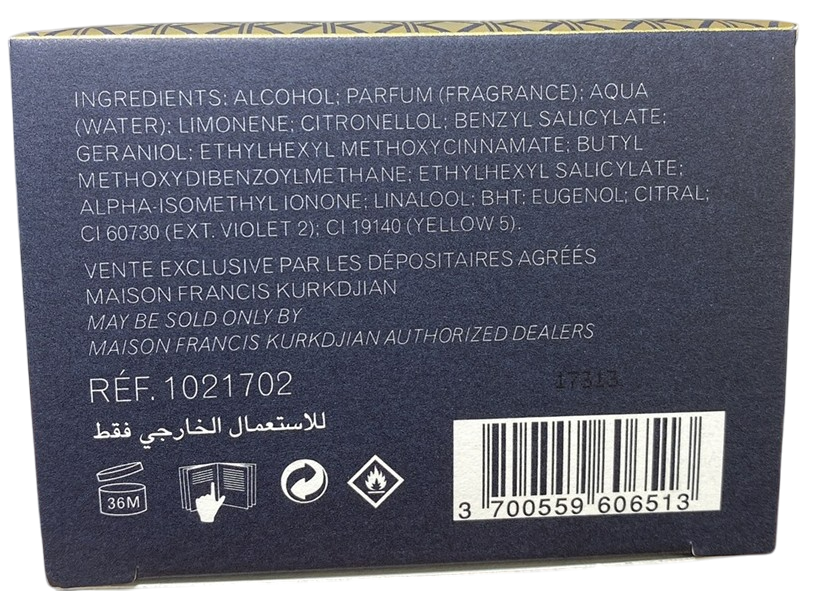 INGREDIENTS: ALCOHOL; PARFUM (FRAGRANCE); AQUA
(WATER); LIMONENE; CITRONELLOL; BENZYL SALICYLATE;
GERANIOL; ETHYLHEXYL METHOXYCINNAMATE; BUTYL
METHOXYDIBENZOYLMETHANE; ETHYLHEXYL SALICYLATE;
ALPHA-ISOMETHYL IONONE; LINALOOL; BHT; EUGENOL; CITRAL;
CI 60730 (EXT. VIOLET 2); CI 19140 (YELLOW 5).
VENTE EXCLUSIVE PAR LES DÉPOSITAIRES AGRÉÉS
MAISON FRANCIS KURKDJIAN
MAY BE SOLD ONLY BY
MAISON FRANCIS KURKDJIAN AUTHORIZED DEALERS
RÉF. 1021702
17313
للاستعمال الخارجي فقط
36M
3 700559 606513